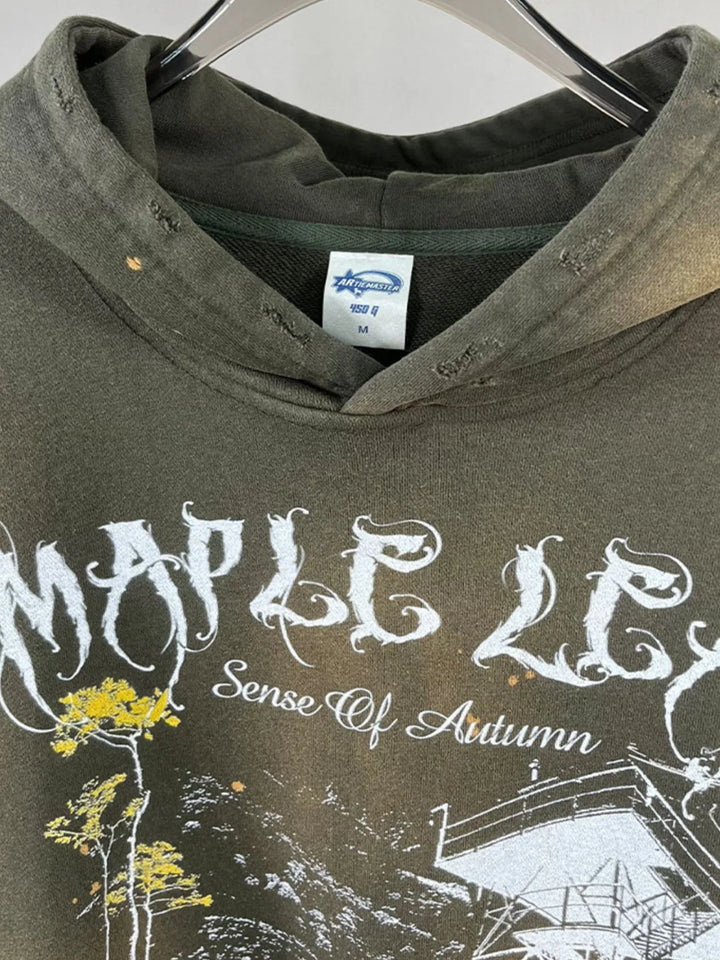 ARTIEMASTER
450 G
M
MAPLE LE
Sense Of Autumn